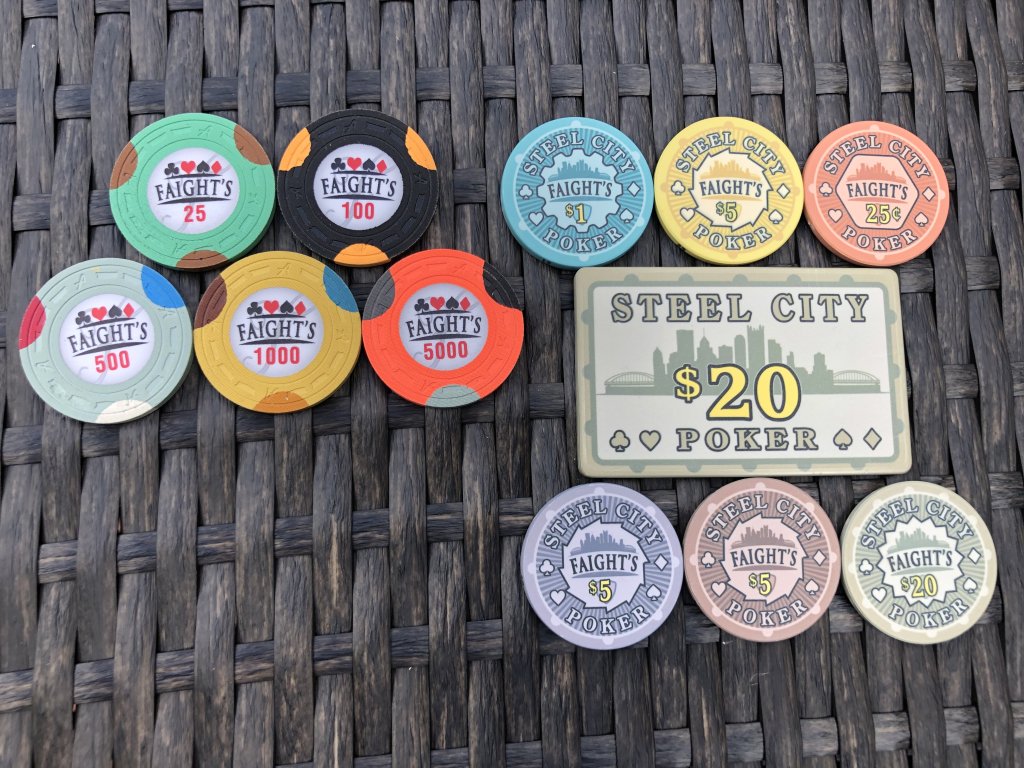 FAIGHT'S
25
FAIGHT'S
100
FAIGHT'S
500
FAIGHT'S
1000
FAIGHT'S
5000
STEEL CITY
FAIGHT'S
$1
POKER
STEEL CITY
FAIGHT'S
$5
POKER
STEEL CITY
FAIGHT'S
25¢
POKER
STEEL CITY
$20
POKER
STEEL CITY
FAIGHT'S
$5
POKER
STEEL CITY
FAIGHT'S
$5
POKER
STEEL CITY
FAIGHT'S
$20
POKER